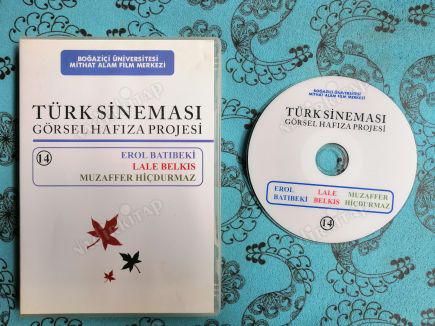 BOĞAZİÇİ ÜNİVERSİTESİ
MİTHAT ALAM FİLM MERKEZİ
TÜRK SİNEMASI
GÖRSEL HAFIZA PROJESİ
14
EROL BATIBEKİ
LALE BELKIS
MUZAFFER HİÇDURMAZ
BOĞAZİÇİ ÜNİVERSİTESİ
MİTHAT ALAM FİLM MERKEZİ
TÜRK SİNEMASI
GÖRSEL HAFIZA PROJESİ
EROL LALE MUZAFFER
BATIBEKİ BELKIS HİÇDURMAZ
14